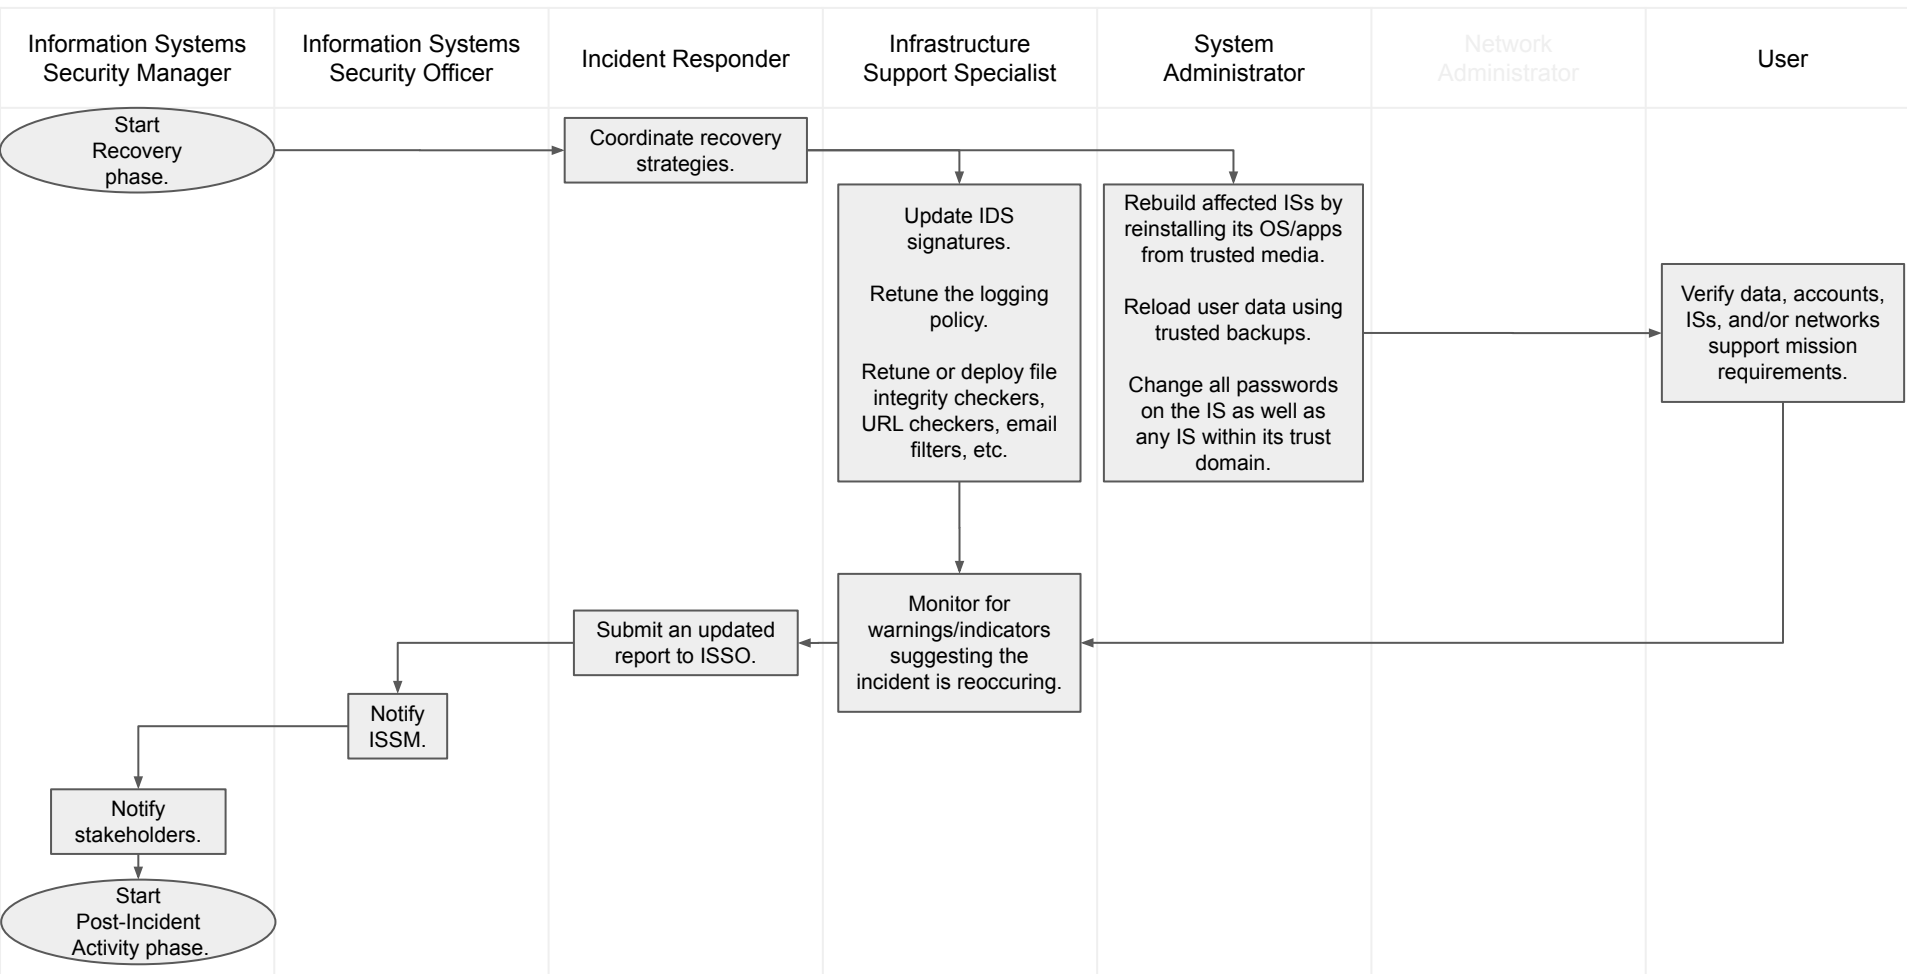 Information Systems
Security Manager
Information Systems
Security Officer
Incident Responder
Infrastructure
Support Specialist
System
Administrator
Network
Administrator
User
Start
Recovery
phase.
Coordinate recovery
strategies.
Update IDS
signatures.
Retune the logging
policy.
Retune or deploy file
integrity checkers,
URL checkers, email
filters, etc.
Rebuild affected ISs by
reinstalling its OS/apps
from trusted media.
Reload user data using
trusted backups.
Change all passwords
on the IS as well as
any IS within its trust
domain.
Verify data, accounts,
ISs, and/or networks
support mission
requirements.
Monitor for
warnings/indicators
suggesting the
incident is reoccuring.
Submit an updated
report to ISSO.
Notify
ISSM.
Notify
stakeholders.
Start
Post-Incident
Activity phase.